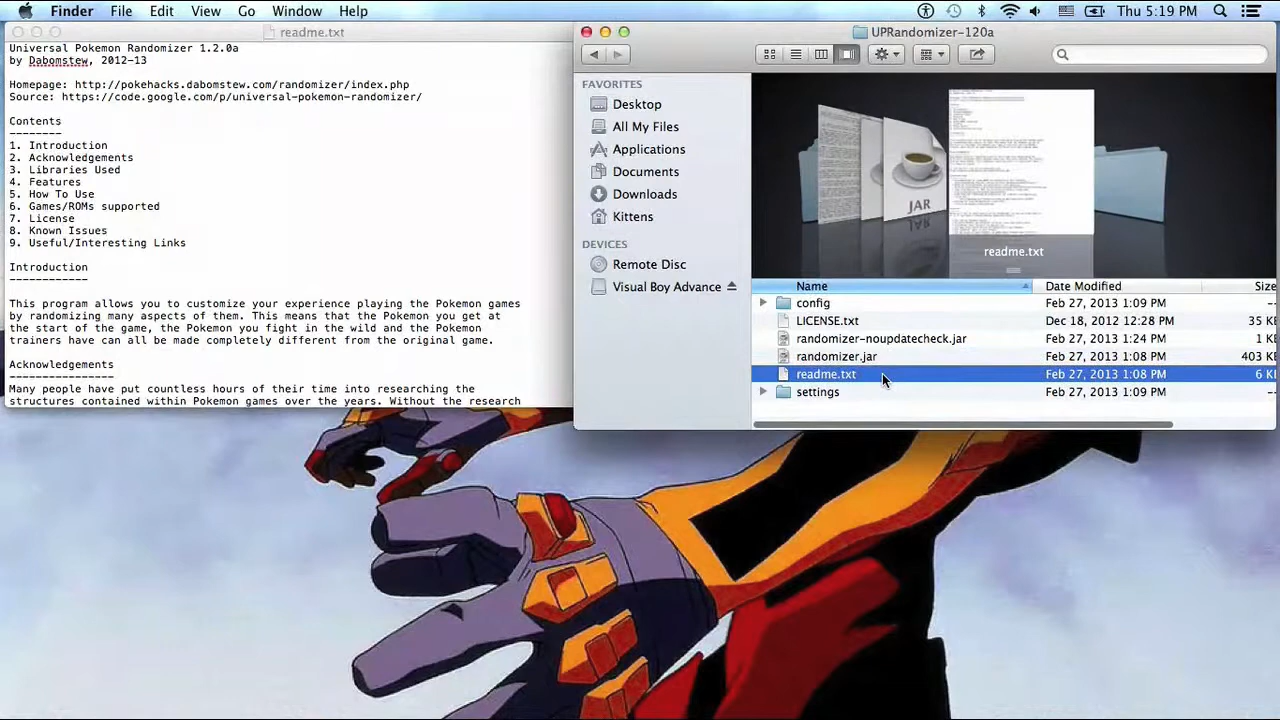 Finder File Edit View Go Window Help Thu 5:19 PM
readme.txt
Universal Pokemon Randomizer 1.2.0a
by Dabomstew, 2012-13
Homepage: http://pokehacks.dabomstew.com/randomizer/index.php
Source: https://code.google.com/p/universal-pokemon-randomizer/
Contents
--------
1. Introduction
2. Acknowledgements
3. Libraries Used
4. Features
5. How To Use
6. Games/ROMs supported
7. License
8. Known Issues
9. Useful/Interesting Links
Introduction
------------
This program allows you to customize your experience playing the Pokemon games
by randomizing many aspects of them. This means that the Pokemon you get at
the start of the game, the Pokemon you fight in the wild and the Pokemon
trainers have can all be made completely different from the original game.
Acknowledgements
----------------
Many people put countless hours of their time into researching the
structures contained within Pokemon games over the years. Without the research
UPRandomizer-120a
FAVORITES
Desktop
All My Files
Applications
Documents
Downloads
Kittens
DEVICES
Remote Disc
Visual Boy Advance
JAR
readme.txt
Name Date Modified Size
config Feb 27, 2013 1:09 PM --
LICENSE.txt Dec 18, 2012 12:28 PM 35 K
randomizer-noupdatecheck.jar Feb 27, 2013 1:09 PM 1 K
randomizer.jar Feb 27, 2013 1:09 PM 403 K
readme.txt Feb 27, 2013 1:08 PM 6 K
settings Feb 27, 2013 1:09 PM --